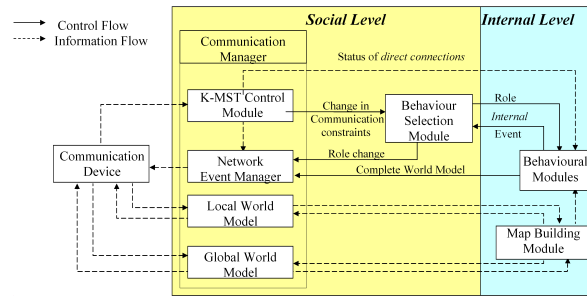 Control Flow
Information Flow
Social Level
Internal Level
Communication
Manager
Status of direct connections
K-MST Control
Module
Change in
Communication
constraints
Behaviour
Selection
Module
Role
Internal
Event
Role change
Communication
Device
Network
Event Manager
Complete World Model
Behavioural
Modules
Local World
Model
Map Building
Module
Global World
Model